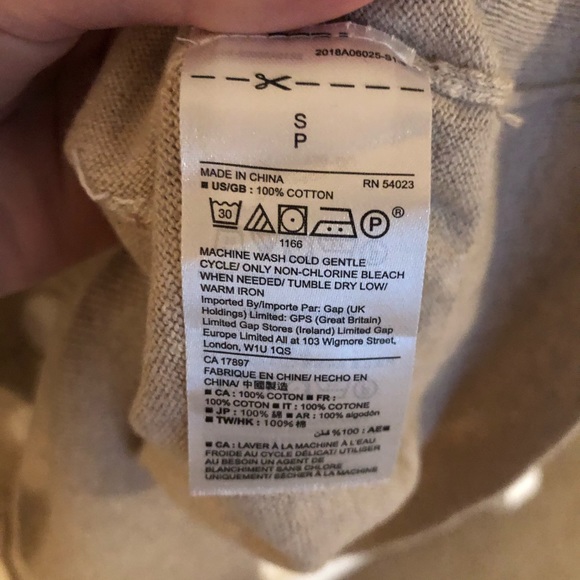 2018A06025-S1
S
P
MADE IN CHINA RN 54023
■ US/GB : 100% COTTON
30 P ®
1166
MACHINE WASH COLD GENTLE
CYCLE/ ONLY NON-CHLORINE BLEACH
WHEN NEEDED/ TUMBLE DRY LOW/
WARM IRON
Imported By/Importe Par: Gap (UK
Holdings) Limited: GPS (Great Britain)
Limited Gap Stores (Ireland) Limited Gap
Europe Limited All at 103 Wigmore Street,
London, W1U 1QS
CA 17897
FABRIQUE EN CHINE/ HECHO EN
CHINA/ 中國製造
■ CA : 100% COTON ■ FR :
100% COTON ■ IT : 100% COTONE
■ JP : 100% 綿 ■ AR : 100% algodón
■ TW/HK : 100% 棉 ■ AE: 100% قطن
■ CA : LAVER À LA MACHINE À L'EAU
FROIDE AU CYCLE DÉLICAT/ UTILISER
AU BESOIN UN AGENT DE
BLANCHIMENT SANS CHLORE
UNIQUEMENT/ SÉCHER À LA MACHINE